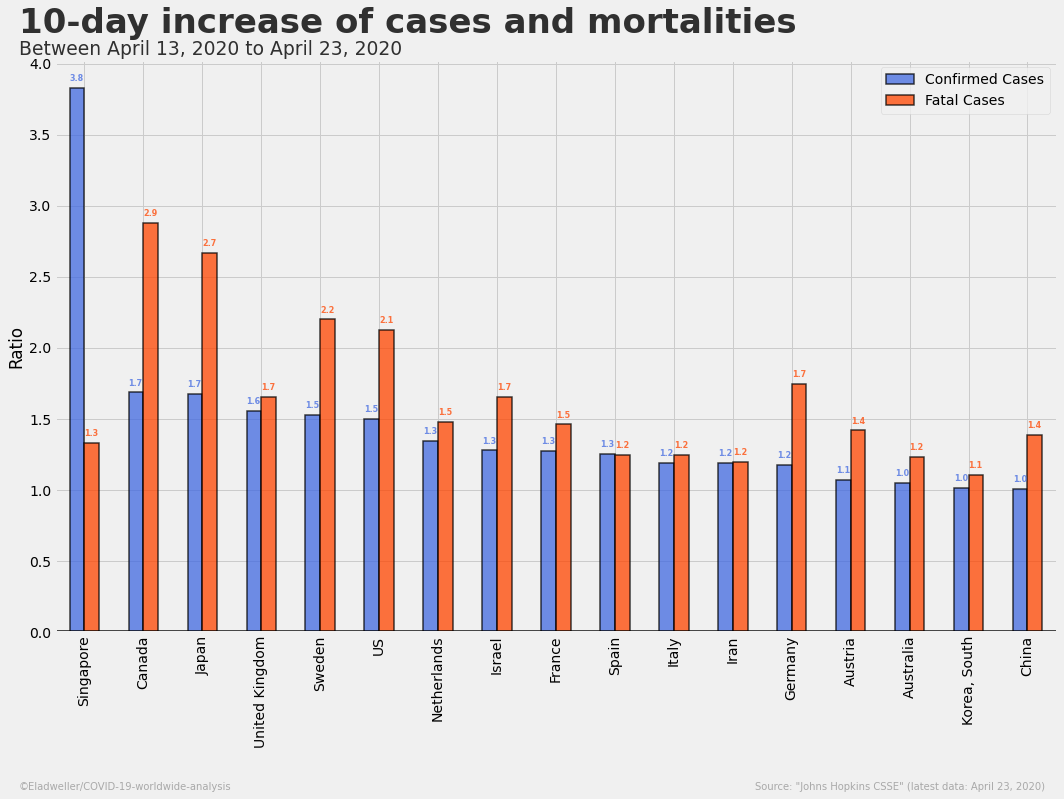 10-day increase of cases and mortalities
Between April 13, 2020 to April 23, 2020
Confirmed Cases
Fatal Cases
Ratio
4.0
3.5
3.0
2.5
2.0
1.5
1.0
0.5
0.0
3.8 1.3
1.7 2.9
1.7 2.7
1.6 1.7
1.5 2.2
1.5 2.1
1.3 1.5
1.3 1.7
1.3 1.5
1.3 1.2
1.2 1.2
1.2 1.2
1.2 1.7
1.1 1.4
1.0 1.2
1.0 1.1
1.0 1.4
Singapore
Canada
Japan
United Kingdom
Sweden
US
Netherlands
Israel
France
Spain
Italy
Iran
Germany
Austria
Australia
Korea, South
China
©Eladweller/COVID-19-worldwide-analysis
Source: "Johns Hopkins CSSE" (latest data: April 23, 2020)